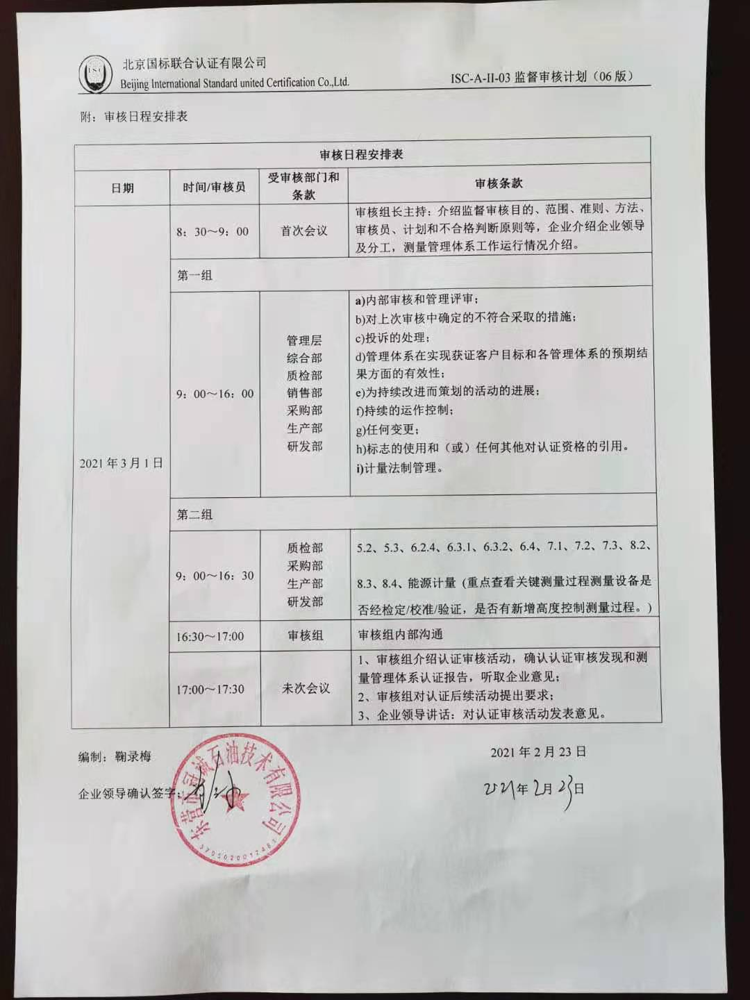 北京国标联合认证有限公司
Beijing International Standard united Certification Co.,Ltd.
ISC-A-II-03 监督审核计划（06 版）
附：审核日程安排表
审核日程安排表
日期
时间/审核员
受审核部门和
条款
审核条款
2021 年 3 月 1 日
8：30～9：00
首次会议
审核组长主持：介绍监督审核目的、范围、准则、方法、
审核员、计划和不合格判断原则等，企业介绍企业领导
及分工，测量管理体系工作运行情况介绍。
第一组
9：00～16：00
管理层
综合部
质检部
销售部
采购部
生产部
研发部
a)内部审核和管理评审；
b)对上次审核中确定的不符合采取的措施；
c)投诉的处理；
d)管理体系在实现获证客户目标和各管理体系的预期结
果方面的有效性；
e)为持续改进而策划的活动的进展；
f)持续的运作控制；
g)任何变更；
h)标志的使用和（或）任何其他对认证资格的引用。
i)计量法制管理。
第二组
9：00～16：30
质检部
采购部
生产部
研发部
5.2、5.3、6.2.4、6.3.1、6.3.2、6.4、7.1、7.2、7.3、8.2、
8.3、8.4、能源计量（重点查看关键测量过程测量设备是
否经检定/校准/验证，是否有新增高度控制测量过程。)
16:30～17:00
审核组
审核组内部沟通
17:00～17:30
末次会议
1、审核组介绍认证审核活动，确认认证审核发现和测
量管理体系认证报告，听取企业意见；
2、审核组对认证后续活动提出要求；
3、企业领导讲话：对认证审核活动发表意见。
编制：鞠录梅
2021 年 2 月 23 日
企业领导确认签字：
2021年2月23日
东营市 诚石油技术有限公司